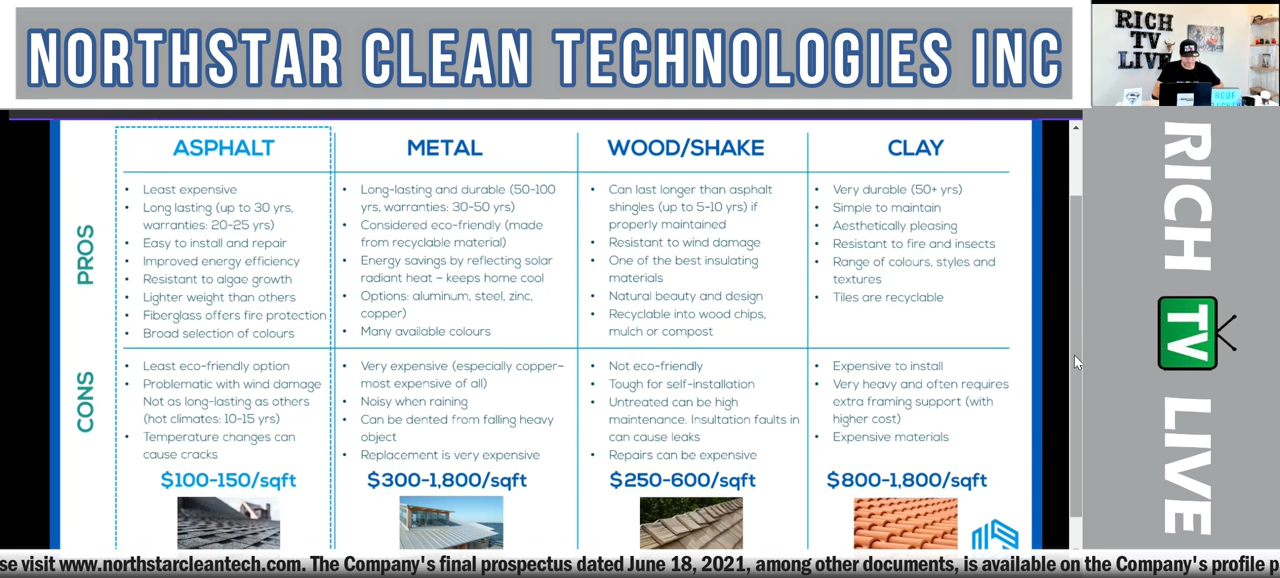 NORTHSTAR CLEAN TECHNOLOGIES INC
RICH
TV
LIVE
RICH
TV
LIVE
ASPHALT
METAL
WOOD/SHAKE
CLAY
PROS
• Least expensive
• Long lasting (up to 30 yrs,
warranties: 20-25 yrs)
• Easy to install and repair
• Improved energy efficiency
• Resistant to algae growth
• Lighter weight than others
• Fiberglass offers fire protection
• Broad selection of colours
• Long-lasting and durable (50-100
yrs, warranties: 30-50 yrs)
• Considered eco-friendly (made
from recyclable material)
• Energy savings by reflecting solar
radiant heat – keeps home cool
• Options: aluminum, steel, zinc,
copper)
• Many available colours
• Can last longer than asphalt
shingles (up to 5-10 yrs) if
properly maintained
• Resistant to wind damage
• One of the best insulating
materials
• Natural beauty and design
• Recyclable into wood chips,
mulch or compost
• Very durable (50+ yrs)
• Simple to maintain
• Aesthetically pleasing
• Resistant to fire and insects
• Range of colours, styles and
textures
• Tiles are recyclable
CONS
• Least eco-friendly option
• Problematic with wind damage
Not as long-lasting as others
(hot climates: 10-15 yrs)
• Temperature changes can
cause cracks
• Very expensive (especially copper–
most expensive of all)
• Noisy when raining
• Can be dented from falling heavy
object
• Replacement is very expensive
• Not eco-friendly
• Tough for self-installation
• Untreated can be high
maintenance. Insultation faults in
can cause leaks
• Repairs can be expensive
• Expensive to install
• Very heavy and often requires
extra framing support (with
higher cost)
• Expensive materials
$100-150/sqft
$300-1,800/sqft
$250-600/sqft
$800-1,800/sqft
se visit www.northstarcleantech.com. The Company's final prospectus dated June 18, 2021, among other documents, is available on the Company's profile p